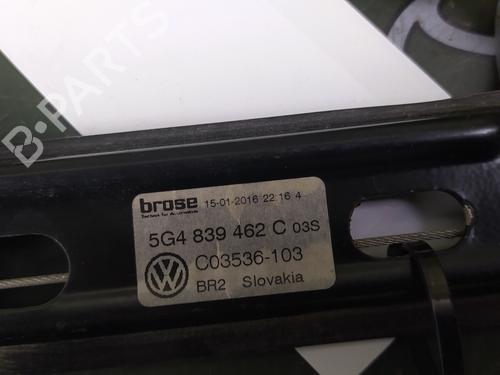 B-PARTS
brose 15-01-2016 22 16 4
Technik für Automobile
5G4 839 462 C 03S
C03536-103
BR2 Slovakia